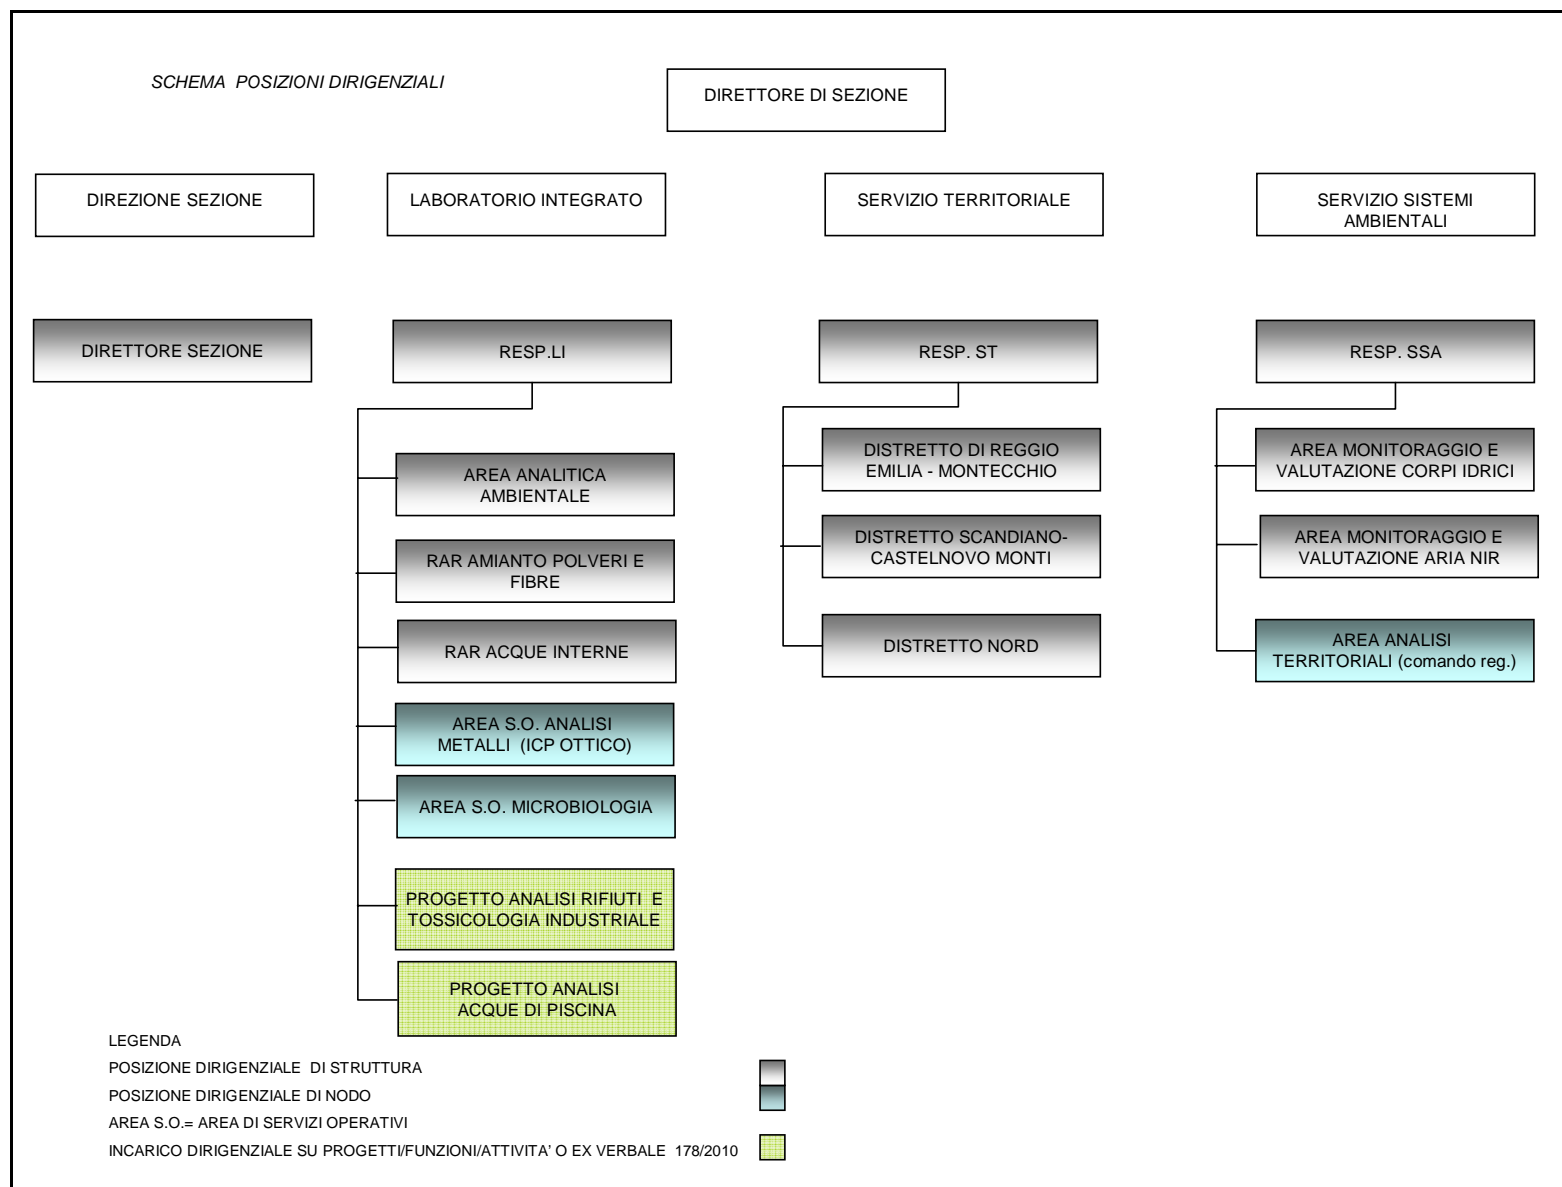 SCHEMA POSIZIONI DIRIGENZIALI
DIRETTORE DI SEZIONE
DIREZIONE SEZIONE
LABORATORIO INTEGRATO
SERVIZIO TERRITORIALE
SERVIZIO SISTEMI
AMBIENTALI
DIRETTORE SEZIONE
RESP.LI
RESP. ST
RESP. SSA
AREA ANALITICA
AMBIENTALE
RAR AMIANTO POLVERI E
FIBRE
RAR ACQUE INTERNE
AREA S.O. ANALISI
METALLI (ICP OTTICO)
AREA S.O. MICROBIOLOGIA
PROGETTO ANALISI RIFIUTI E
TOSSICOLOGIA INDUSTRIALE
PROGETTO ANALISI
ACQUE DI PISCINA
DISTRETTO DI REGGIO
EMILIA - MONTECCHIO
DISTRETTO SCANDIANO-
CASTELNOVO MONTI
DISTRETTO NORD
AREA MONITORAGGIO E
VALUTAZIONE CORPI IDRICI
AREA MONITORAGGIO E
VALUTAZIONE ARIA NIR
AREA ANALISI
TERRITORIALI (comando reg.)
LEGENDA
POSIZIONE DIRIGENZIALE DI STRUTTURA
POSIZIONE DIRIGENZIALE DI NODO
AREA S.O.= AREA DI SERVIZI OPERATIVI
INCARICO DIRIGENZIALE SU PROGETTI/FUNZIONI/ATTIVITA' O EX VERBALE 178/2010